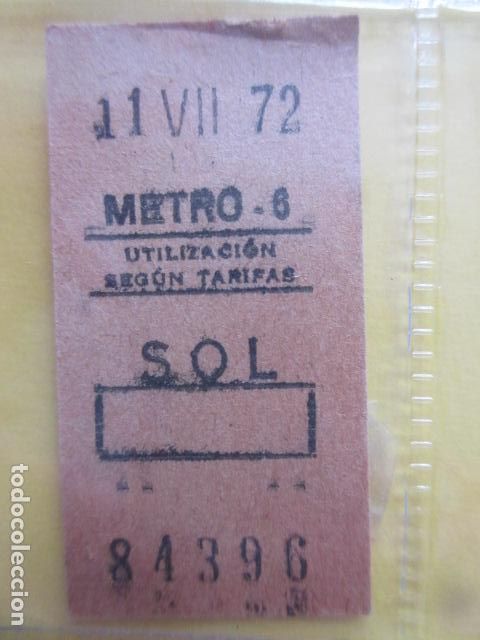 11 VII 72
METRO - 6
UTILIZACIÓN
SEGÚN TARIFAS
SOL
84396
todocoleccion